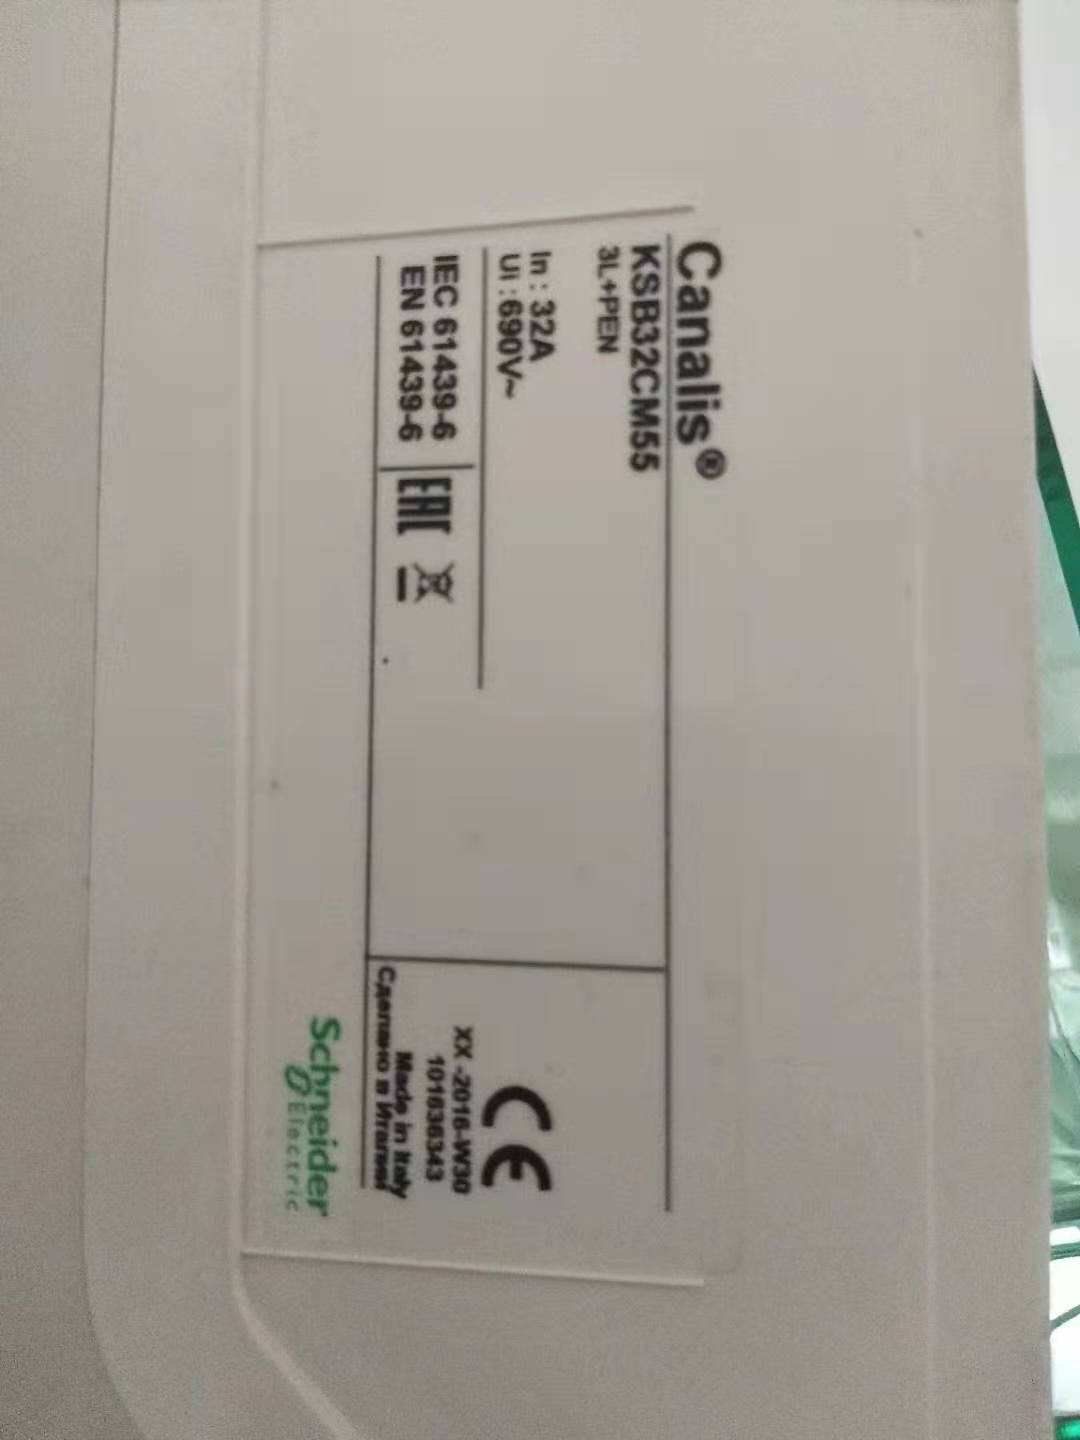 Canalis®
KSB32CM55
3L+PEN
In : 32A
Ui : 690V~
IEC 61439-6
EN 61439-6
EAC
CE
XX -2016-W30
101636343
Made in Italy
Сделано в Италии
Schneider
Electric